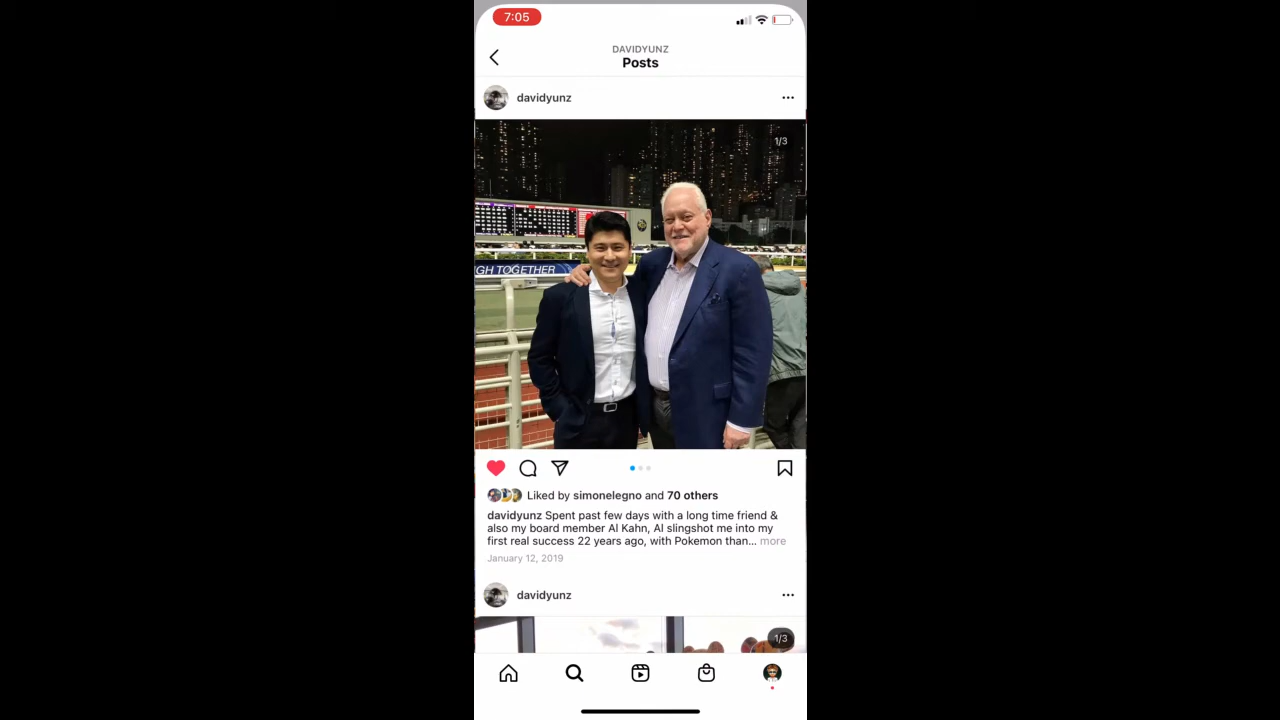 7:05
DAVIDYUNZ
Posts
davidyunz
1/3
GH TOGETHER
Liked by simonelegno and 70 others
davidyunz Spent past few days with a long time friend &
also my board member Al Kahn, Al slingshot me into my
first real success 22 years ago, with Pokemon than... more
January 12, 2019
davidyunz
1/3